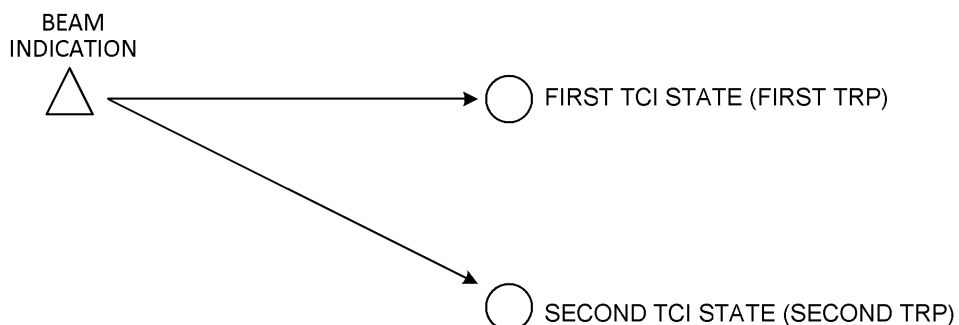 BEAM
INDICATION
FIRST TCI STATE (FIRST TRP)
SECOND TCI STATE (SECOND TRP)